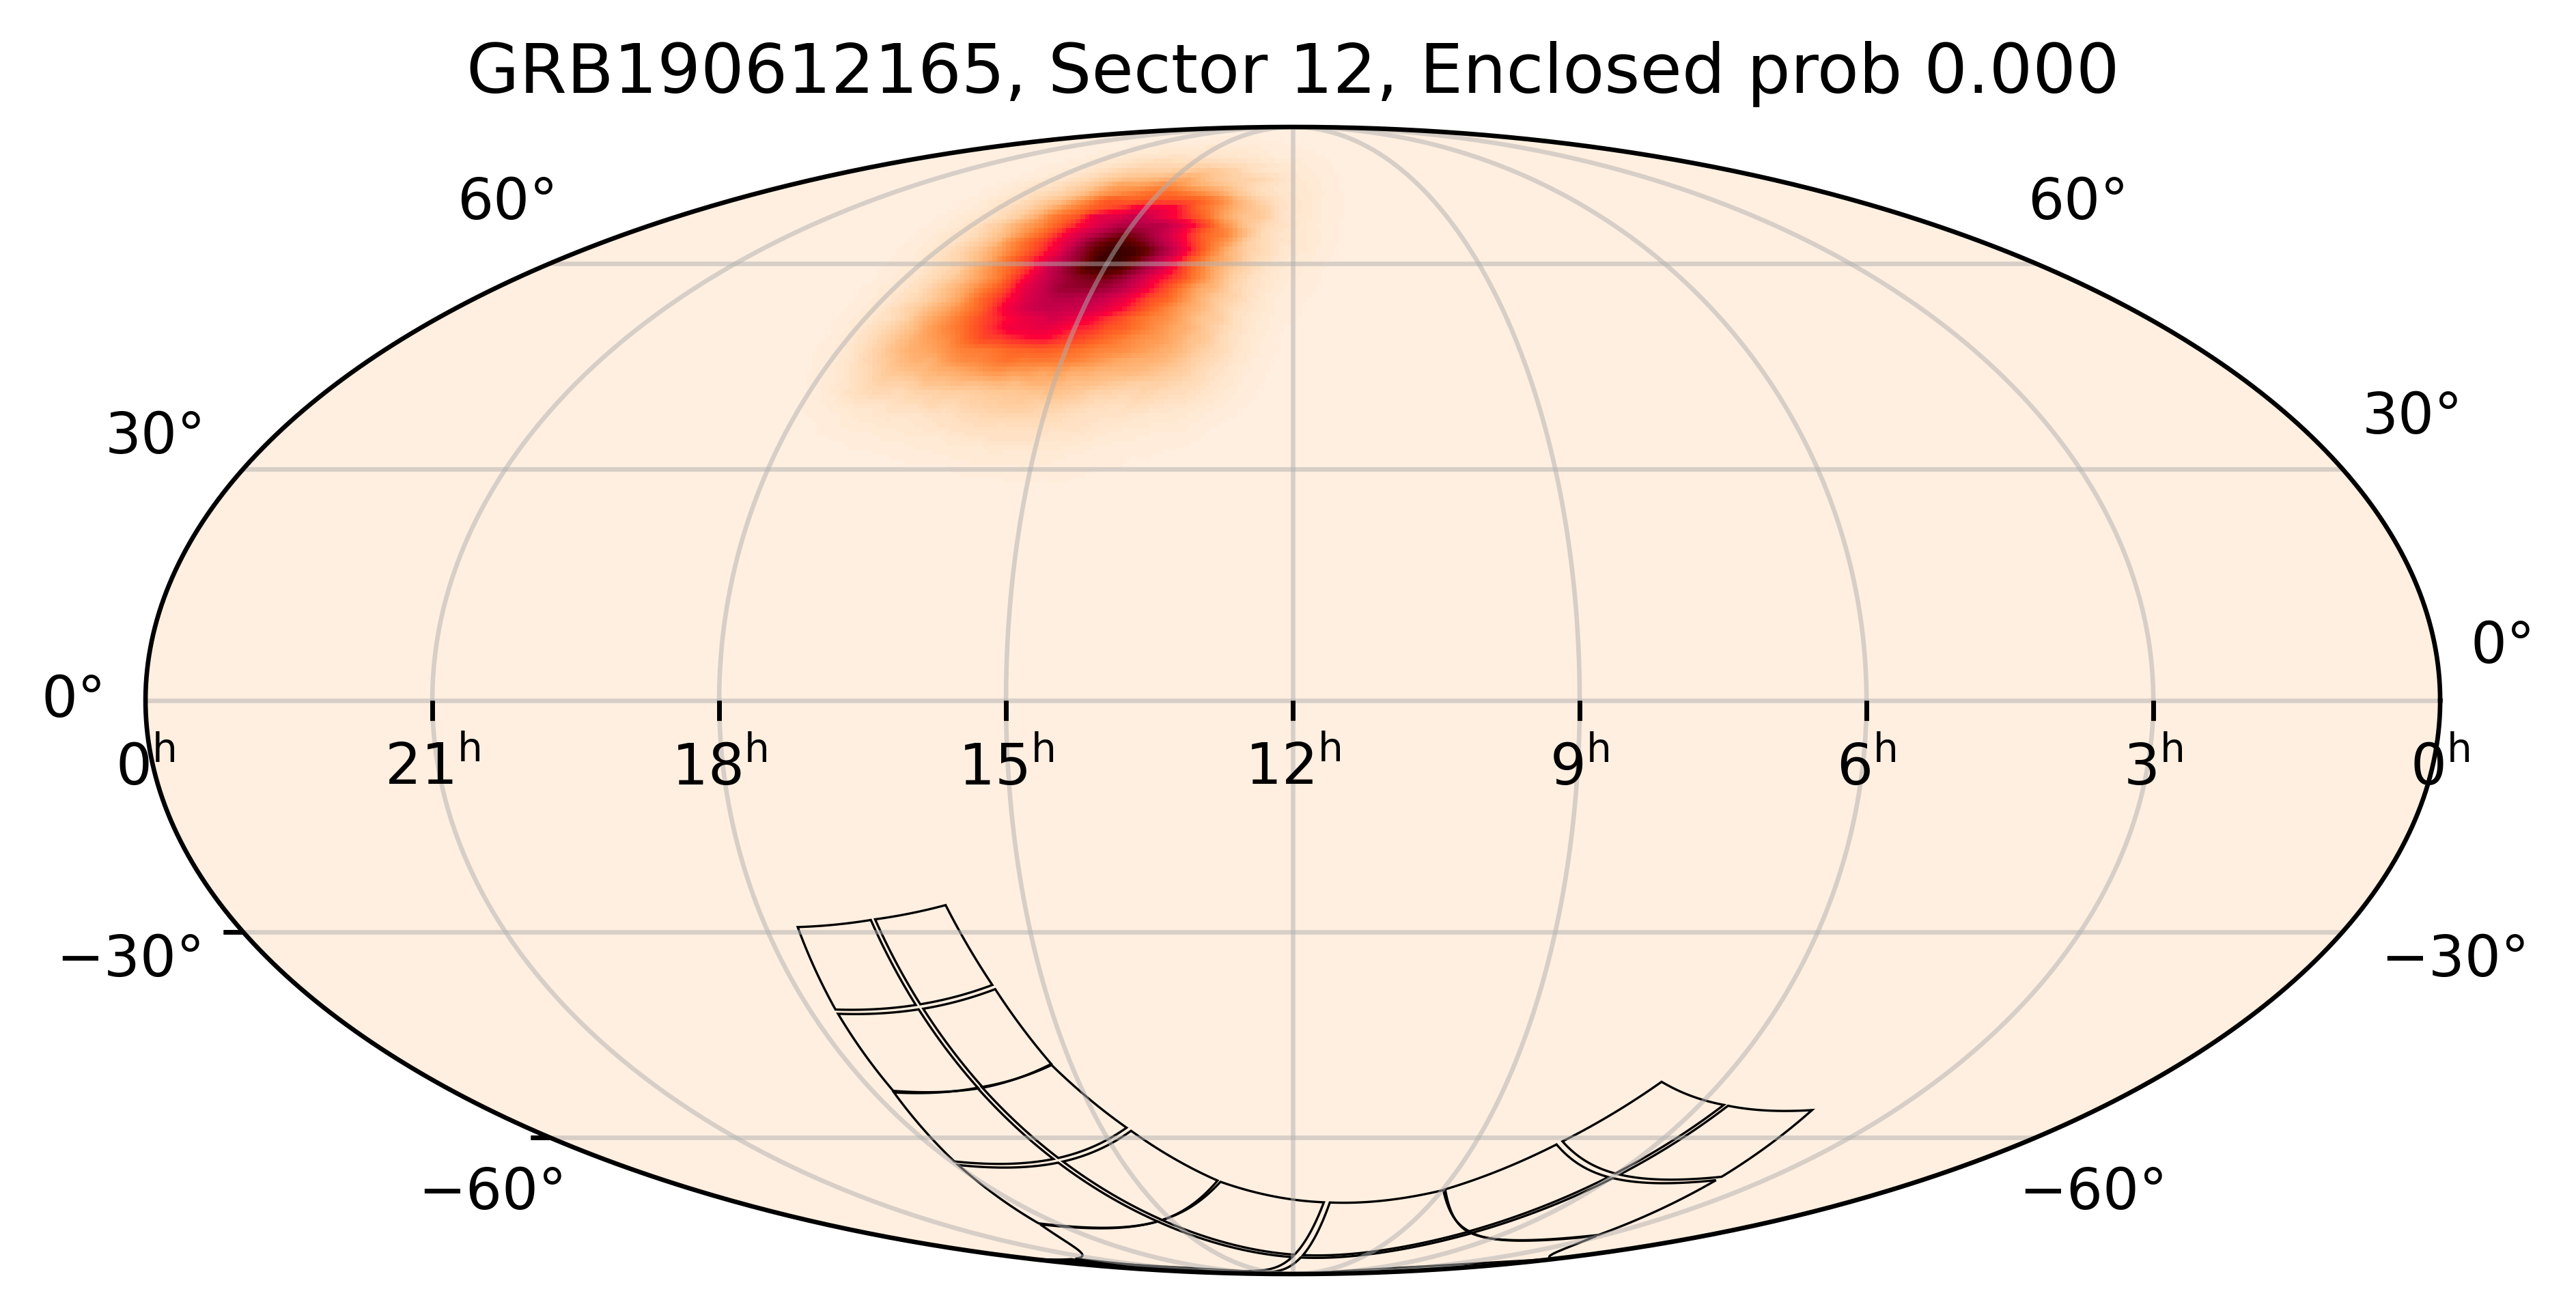 GRB190612165, Sector 12, Enclosed prob 0.000
60° 60°
30° 30°
0° 0°
0h 21h 18h 15h 12h 9h 6h 3h 0h
−30° −30°
−60° −60°